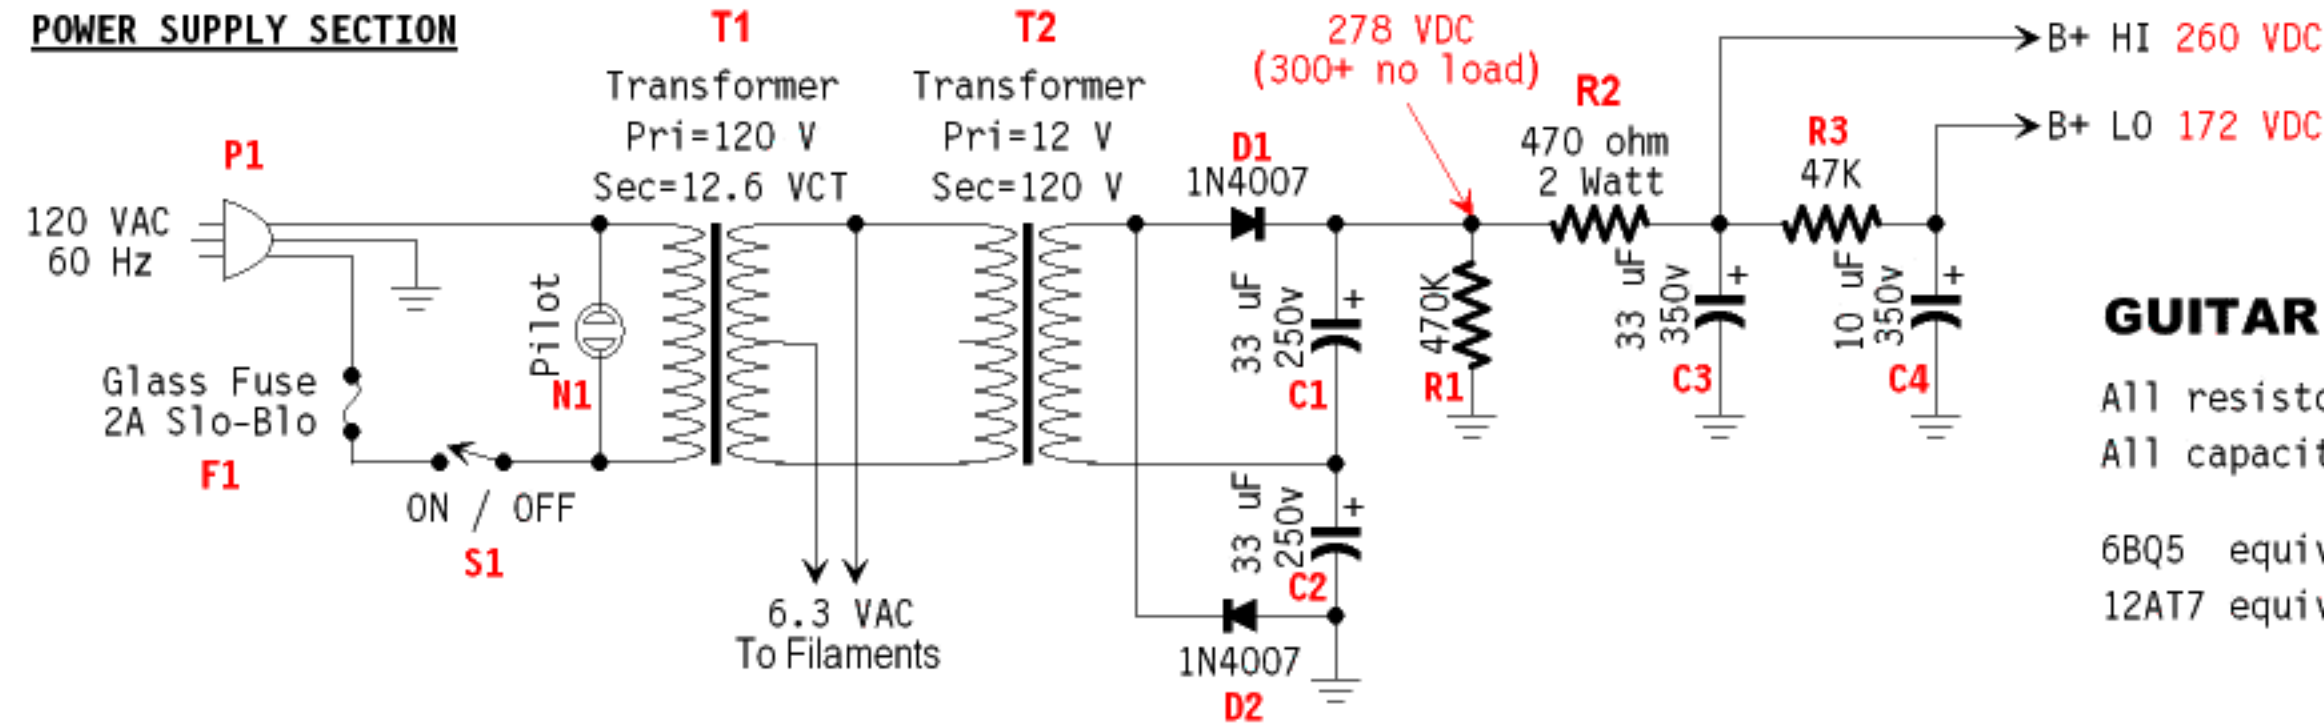 POWER SUPPLY SECTION
T1
Transformer
Pri=120 V
Sec=12.6 VCT
T2
Transformer
Pri=12 V
Sec=120 V
278 VDC
(300+ no load)
B+ HI 260 VDC
B+ LO 172 VDC
P1
120 VAC
60 Hz
Pilot
N1
Glass Fuse
2A Slo-Blo
F1
ON / OFF
S1
6.3 VAC
To Filaments
D1
1N4007
33 uF
250v
+
C1
33 uF
250v
+
C2
1N4007
D2
470K
R1
R2
470 ohm
2 Watt
33 uF
350v
+
C3
R3
47K
10 uF
350v
+
C4
GUITAR
All
All
6BQ5
12AT7